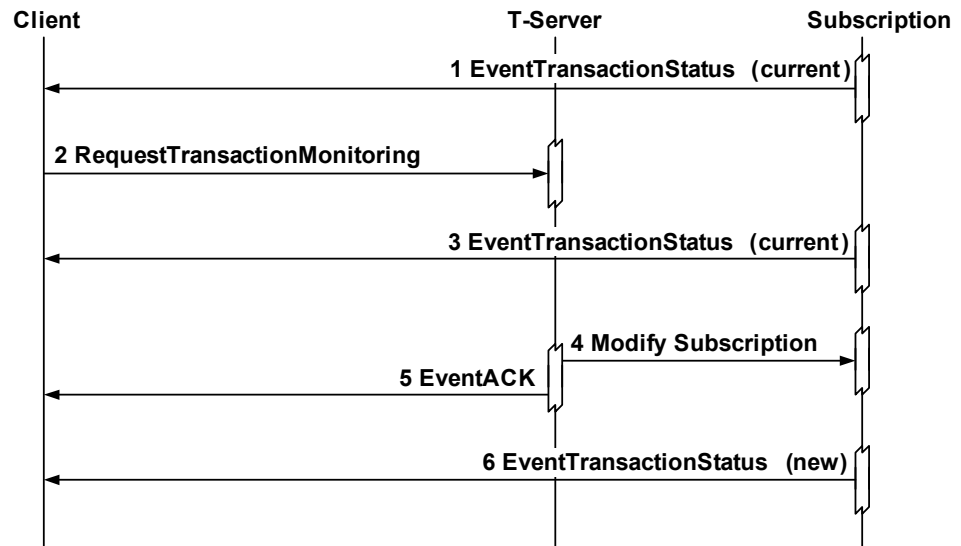 Client T-Server Subscription
1 EventTransactionStatus (current)
2 RequestTransactionMonitoring
3 EventTransactionStatus (current)
4 Modify Subscription
5 EventACK
6 EventTransactionStatus (new)